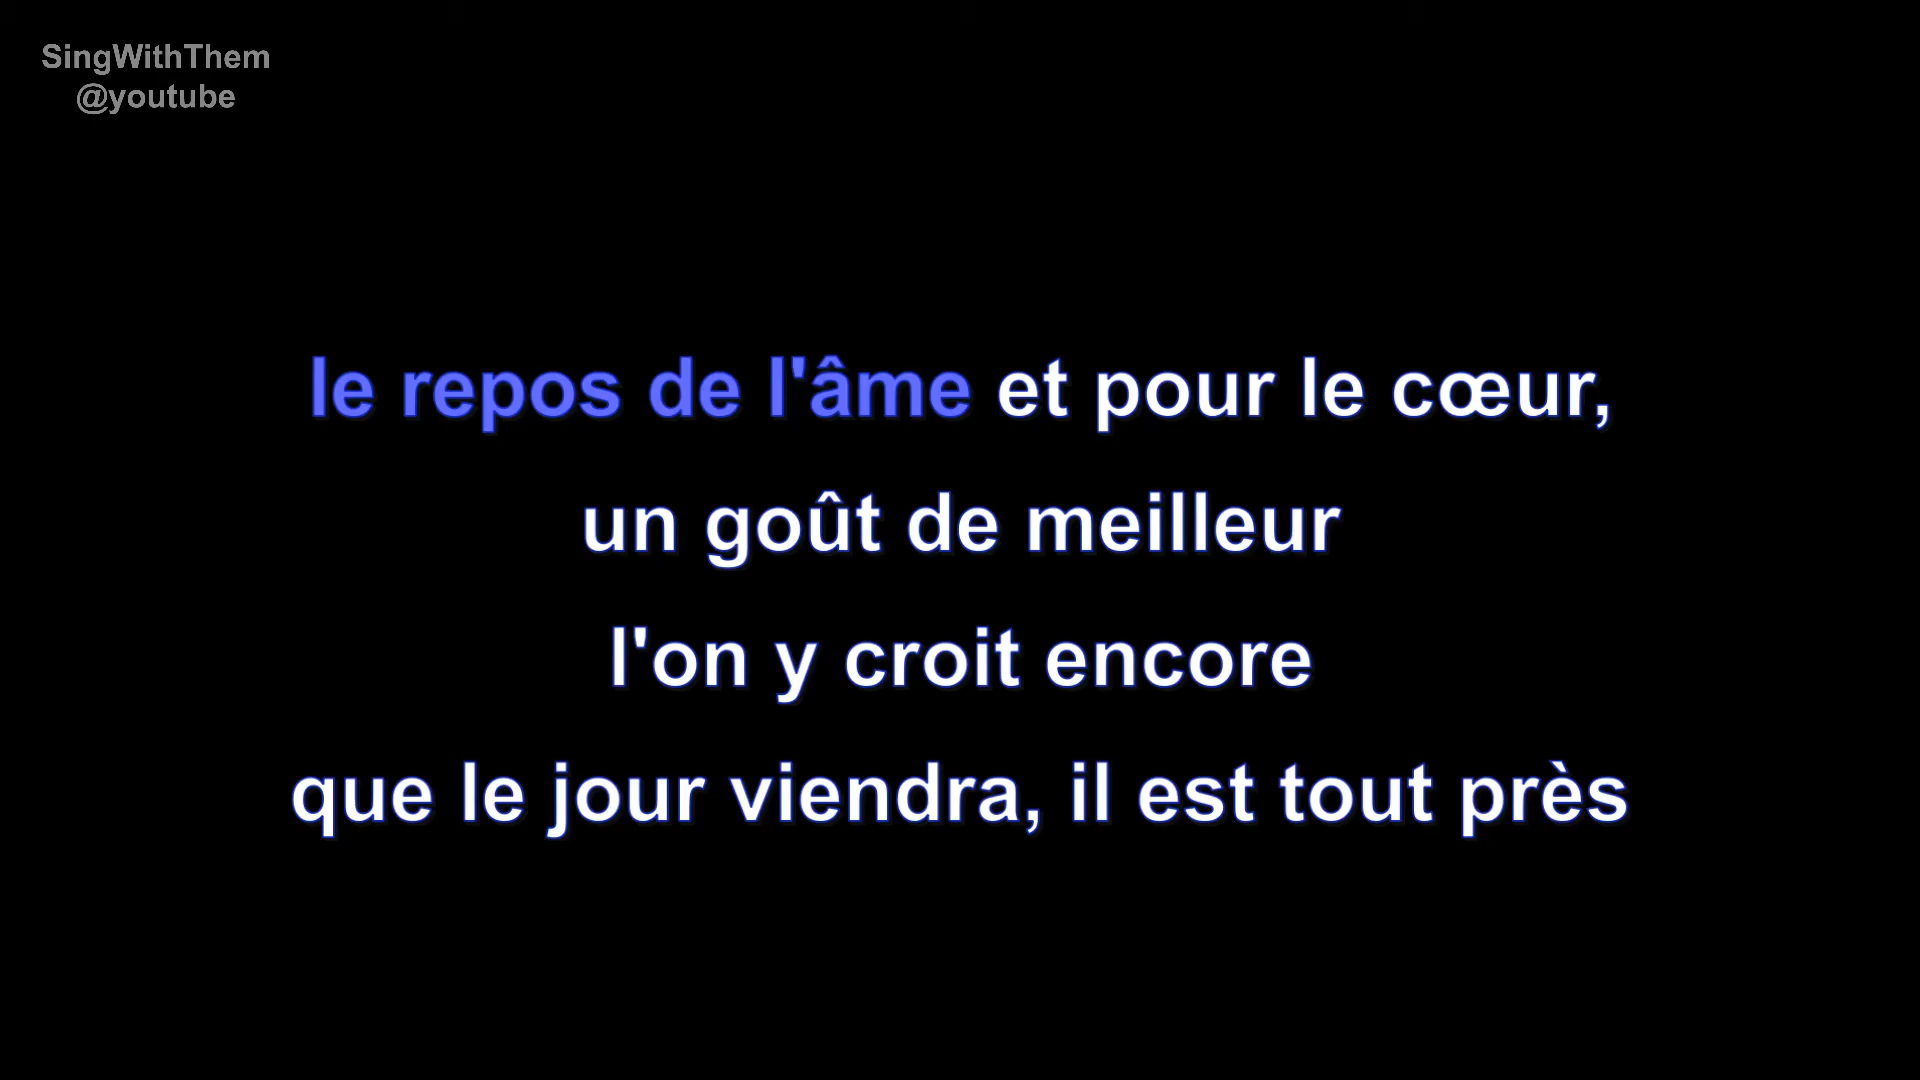 SingWithThem
@youtube
le repos de l'âme et pour le cœur,
un goût de meilleur
l'on y croit encore
que le jour viendra, il est tout près